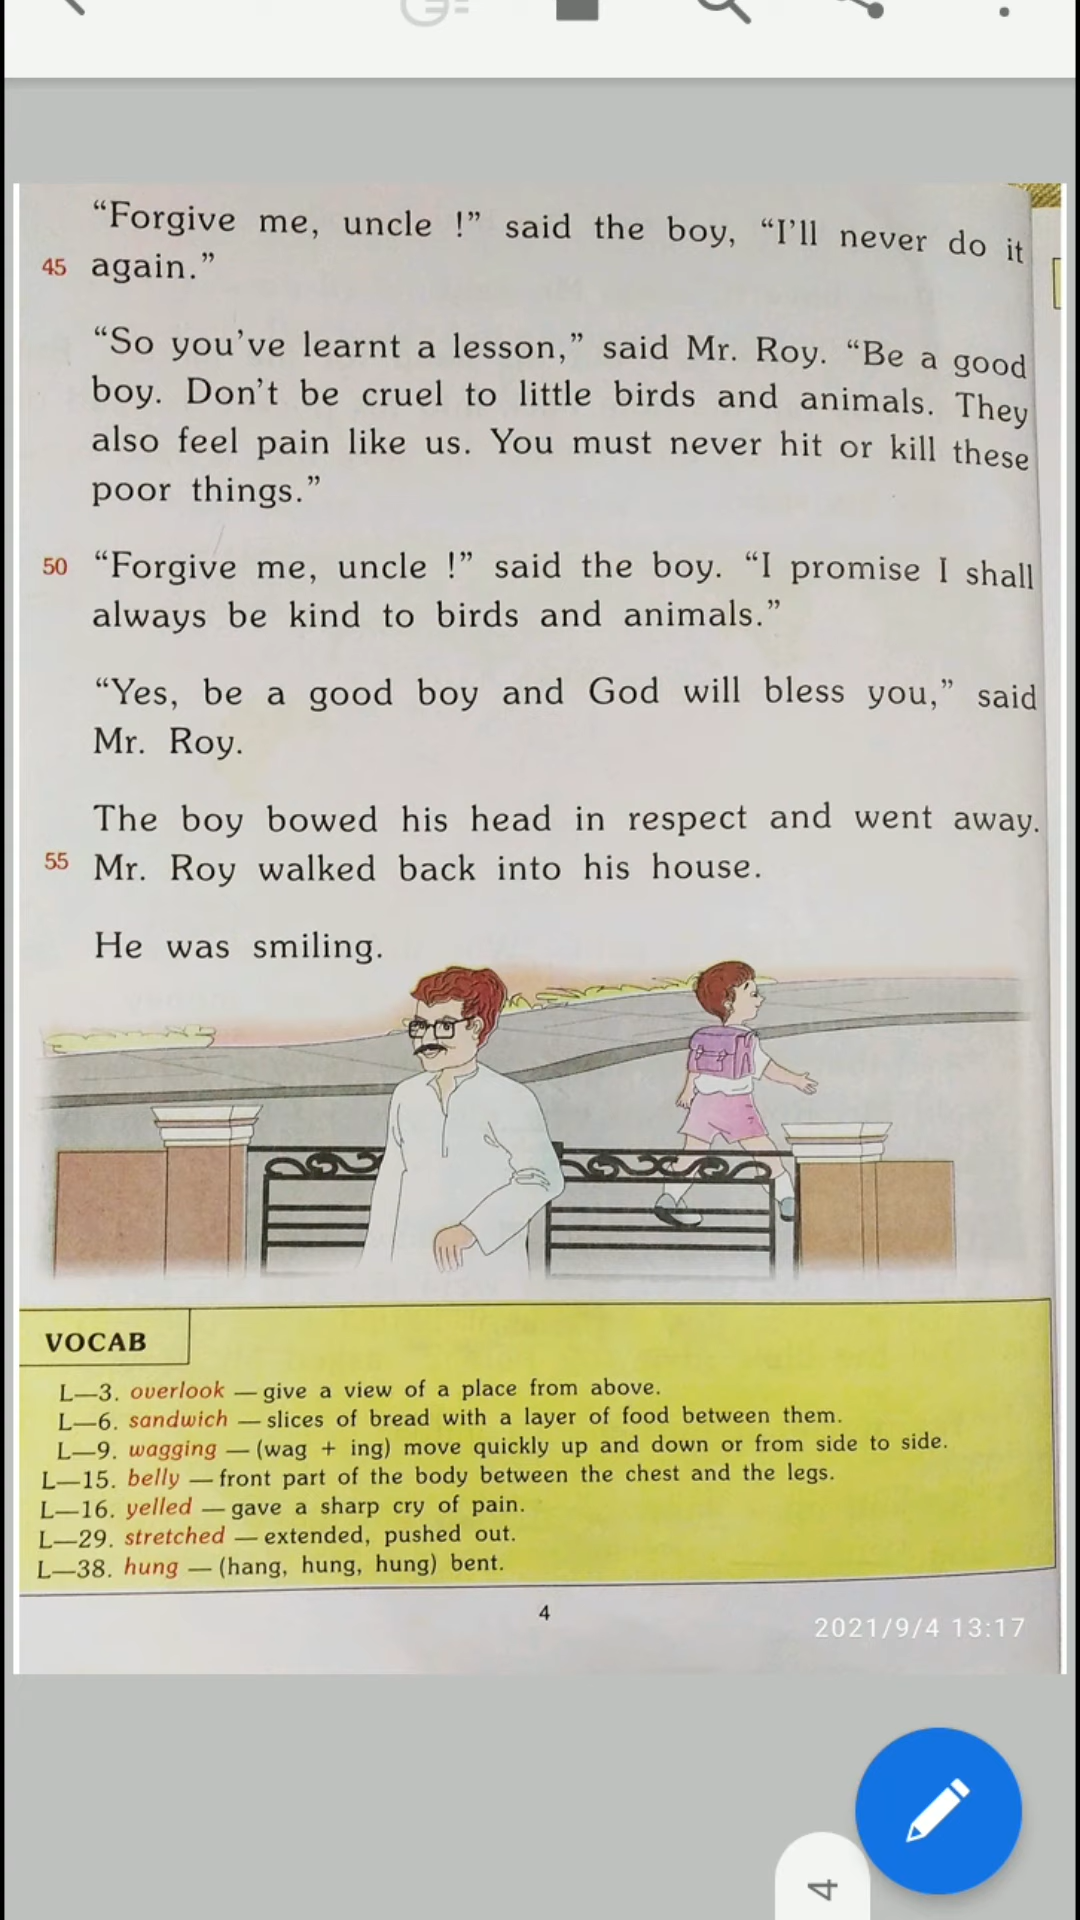 “Forgive me, uncle !” said the boy, “I’ll never do it
45 again.”
“So you’ve learnt a lesson,” said Mr. Roy. “Be a good
boy. Don’t be cruel to little birds and animals. They
also feel pain like us. You must never hit or kill these
poor things.”
50 “Forgive me, uncle !” said the boy. “I promise I shall
always be kind to birds and animals.”
“Yes, be a good boy and God will bless you,” said
Mr. Roy.
The boy bowed his head in respect and went away.
55 Mr. Roy walked back into his house.
He was smiling.
VOCAB
L—3. overlook — give a view of a place from above.
L—6. sandwich — slices of bread with a layer of food between them.
L—9. wagging — (wag + ing) move quickly up and down or from side to side.
L—15. belly — front part of the body between the chest and the legs.
L—16. yelled — gave a sharp cry of pain.
L—29. stretched — extended, pushed out.
L—38. hung — (hang, hung, hung) bent.
4
2021/9/4 13:17
4